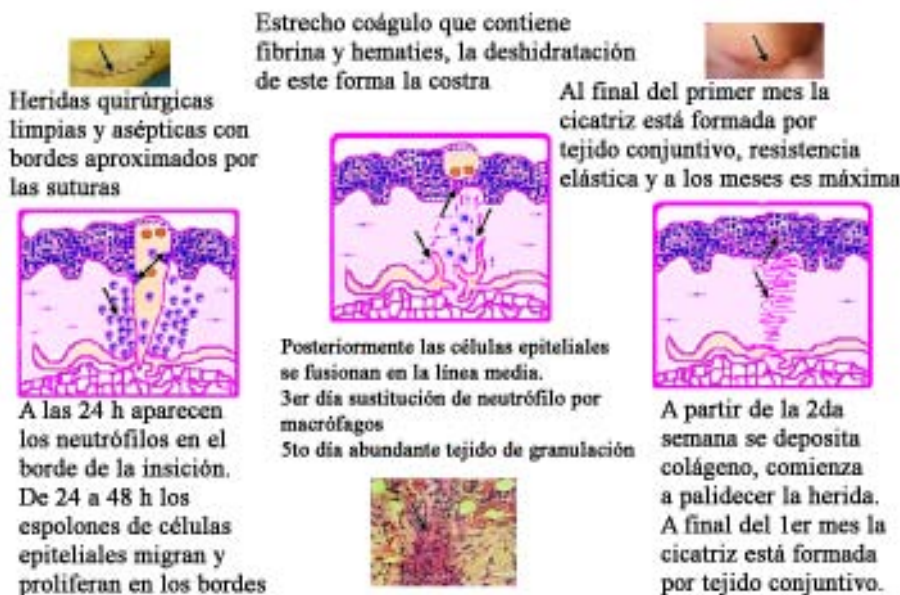 Heridas quirúrgicas
limpias y asépticas con
bordes aproximados por
las suturas
A las 24 h aparecen
los neutrófilos en el
borde de la insición.
De 24 a 48 h los
espolones de células
epiteliales migran y
proliferan en los bordes
Estrecho coágulo que contiene
fibrina y hematies, la deshidratación
de este forma la costra
Posteriormente las células epiteliales
se fusionan en la línea media.
3er día sustitución de neutrófilo por
macrófagos
5to día abundante tejido de granulación
Al final del primer mes la
cicatriz está formada por
tejido conjuntivo, resistencia
elástica y a los meses es máxima
A partir de la 2da
semana se deposita
colágeno, comienza
a palidecer la herida.
A final del 1er mes la
cicatriz está formada
por tejido conjuntivo.